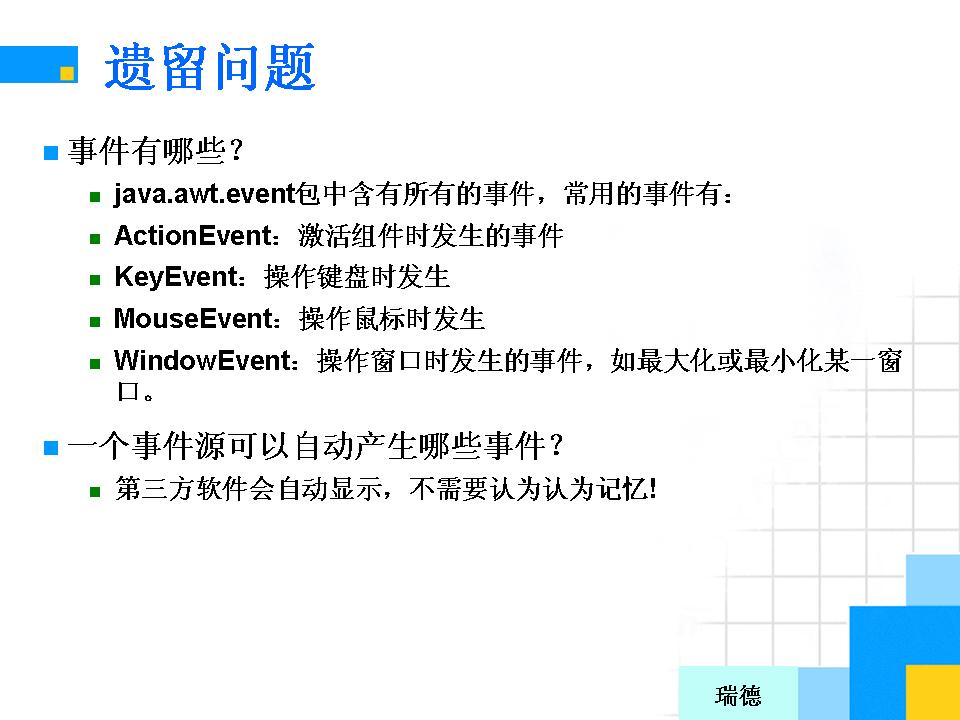 遗留问题
事件有哪些？
java.awt.event包中含有所有的事件，常用的事件有：
ActionEvent：激活组件时发生的事件
KeyEvent：操作键盘时发生
MouseEvent：操作鼠标时发生
WindowEvent：操作窗口时发生的事件，如最大化或最小化某一窗
口。
一个事件源可以自动产生哪些事件？
第三方软件会自动显示，不需要认为认为记忆!
瑞德